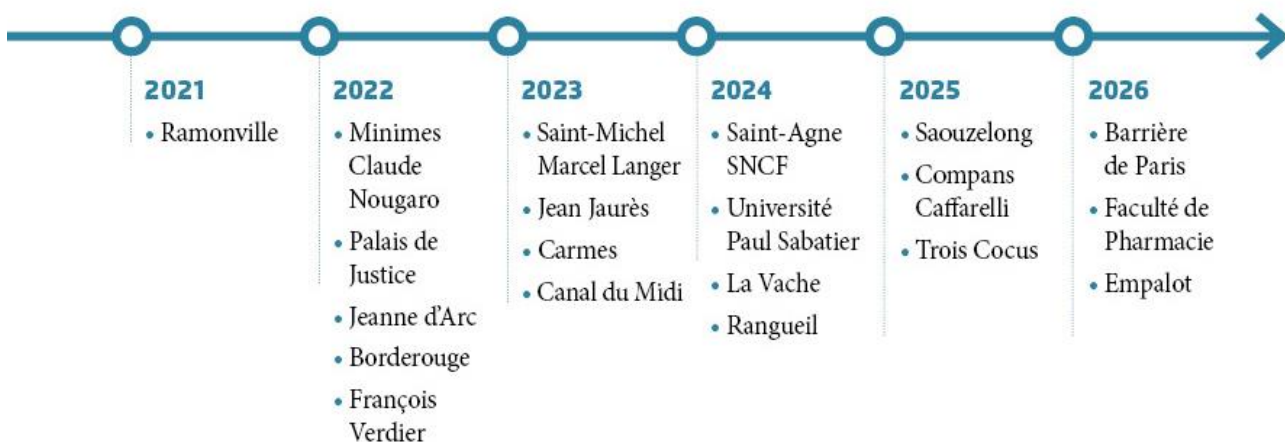 2021
• Ramonville
2022
• Minimes
Claude
Nougaro
• Palais de
Justice
• Jeanne d'Arc
• Borderouge
• François
Verdier
2023
• Saint-Michel
Marcel Langer
• Jean Jaurès
• Carmes
• Canal du Midi
2024
• Saint-Agne
SNCF
• Université
Paul Sabatier
• La Vache
• Rangueil
2025
• Saouzelong
• Compans
Caffarelli
• Trois Cocus
2026
• Barrière
de Paris
• Faculté de
Pharmacie
• Empalot